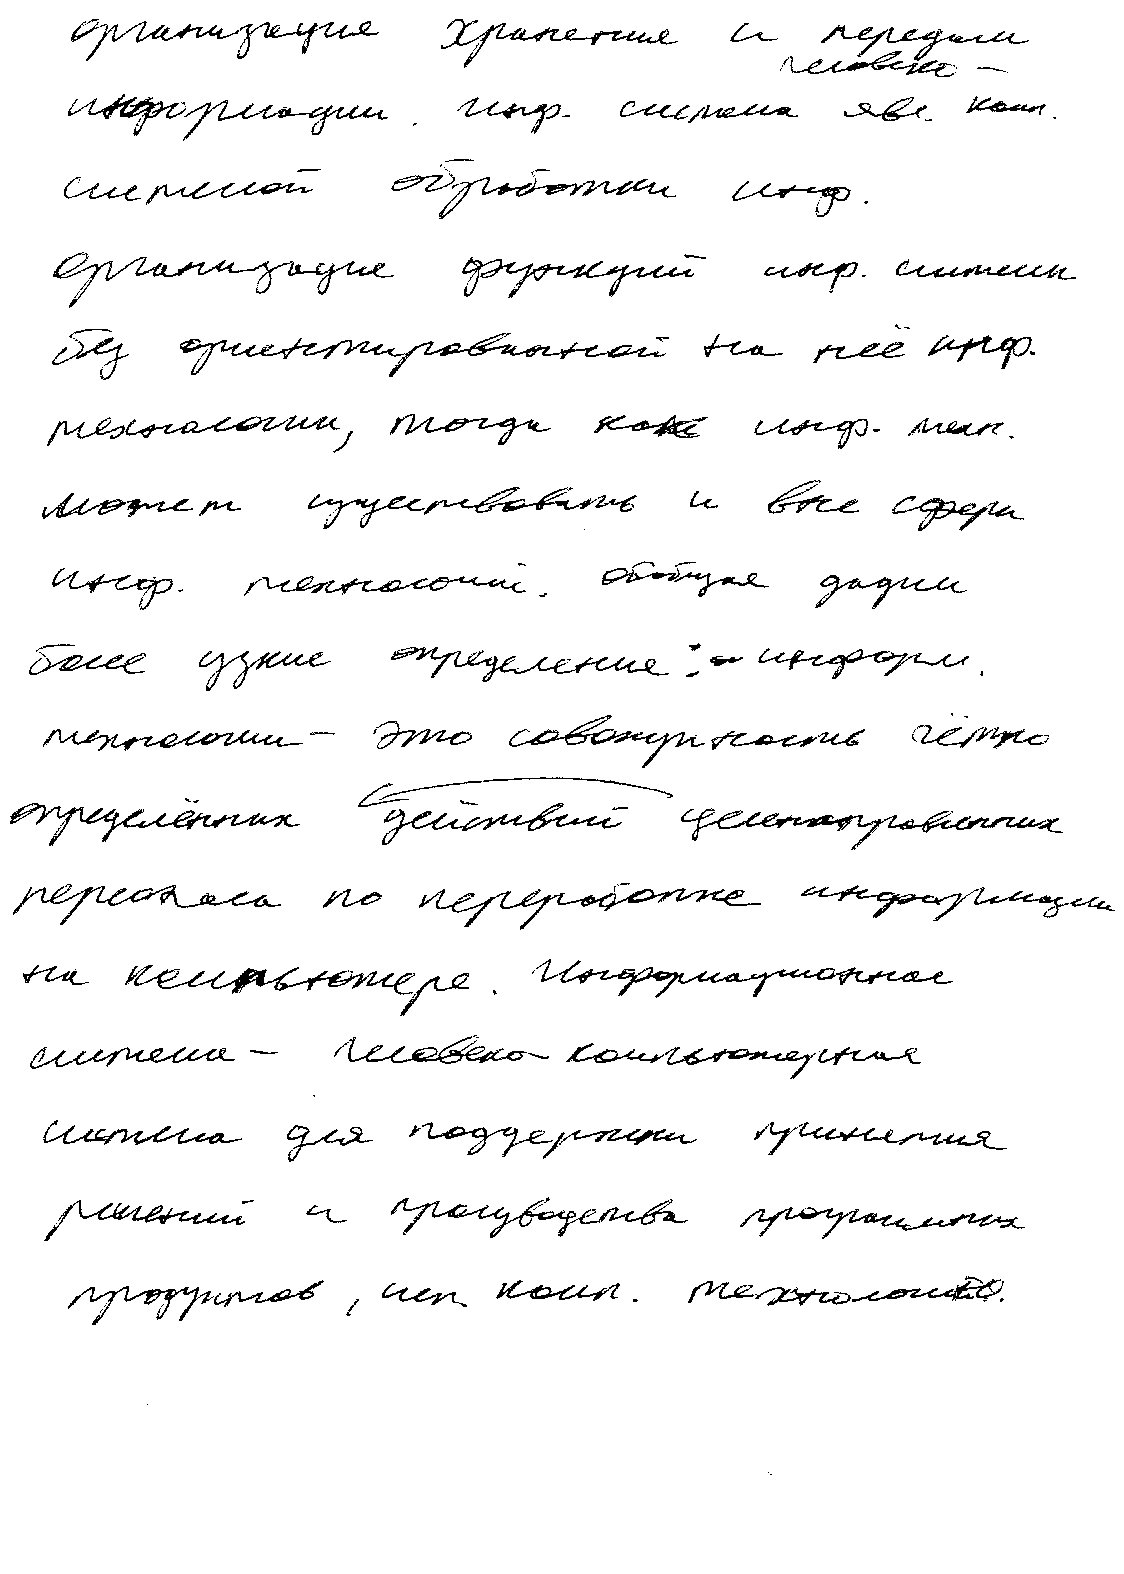 организация хранение и передачи
человеко -
информации. инф. система явл. комп.
системой обработки инф.
Организация функций инф. системы
без ориентированной на неё инф.
технологии, тогда как инф. техн.
может существовать и вне сферы
инф. технологий. обобщая дадим
более узкие определение: информ.
технологии - это совокупность чётко
определённых действий целенаправленных
персонала по переработке информации
на компьютере. Информационное
система - человеко-компьютерная
система для поддержки принятия
решений и производства программных
продуктов, исп комп. технологию.